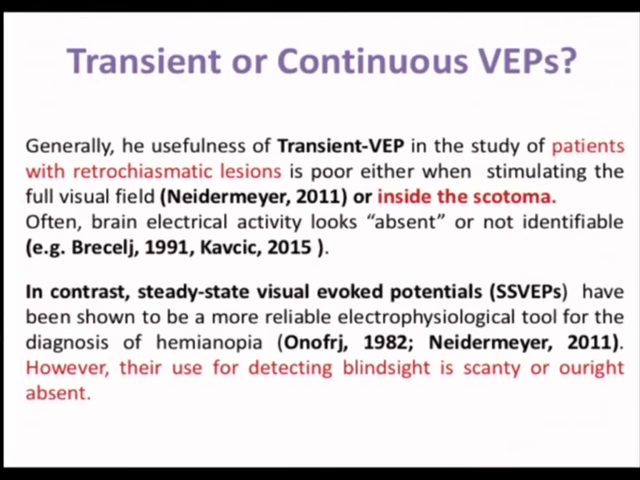 Transient or Continuous VEPs?
Generally, he usefulness of Transient-VEP in the study of patients
with retrochiasmatic lesions is poor either when stimulating the
full visual field (Neidermeyer, 2011) or inside the scotoma.
Often, brain electrical activity looks “absent” or not identifiable
(e.g. Brecelj, 1991, Kavcic, 2015 ).
In contrast, steady-state visual evoked potentials (SSVEPs) have
been shown to be a more reliable electrophysiological tool for the
diagnosis of hemianopia (Onofrj, 1982; Neidermeyer, 2011).
However, their use for detecting blindsight is scanty or ouright
absent.